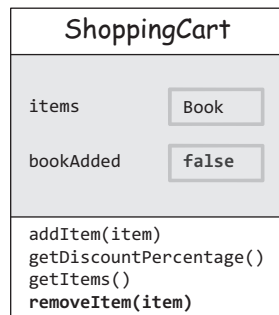 ShoppingCart
items Book
bookAdded false
addItem(item)
getDiscountPercentage()
getItems()
removeItem(item)